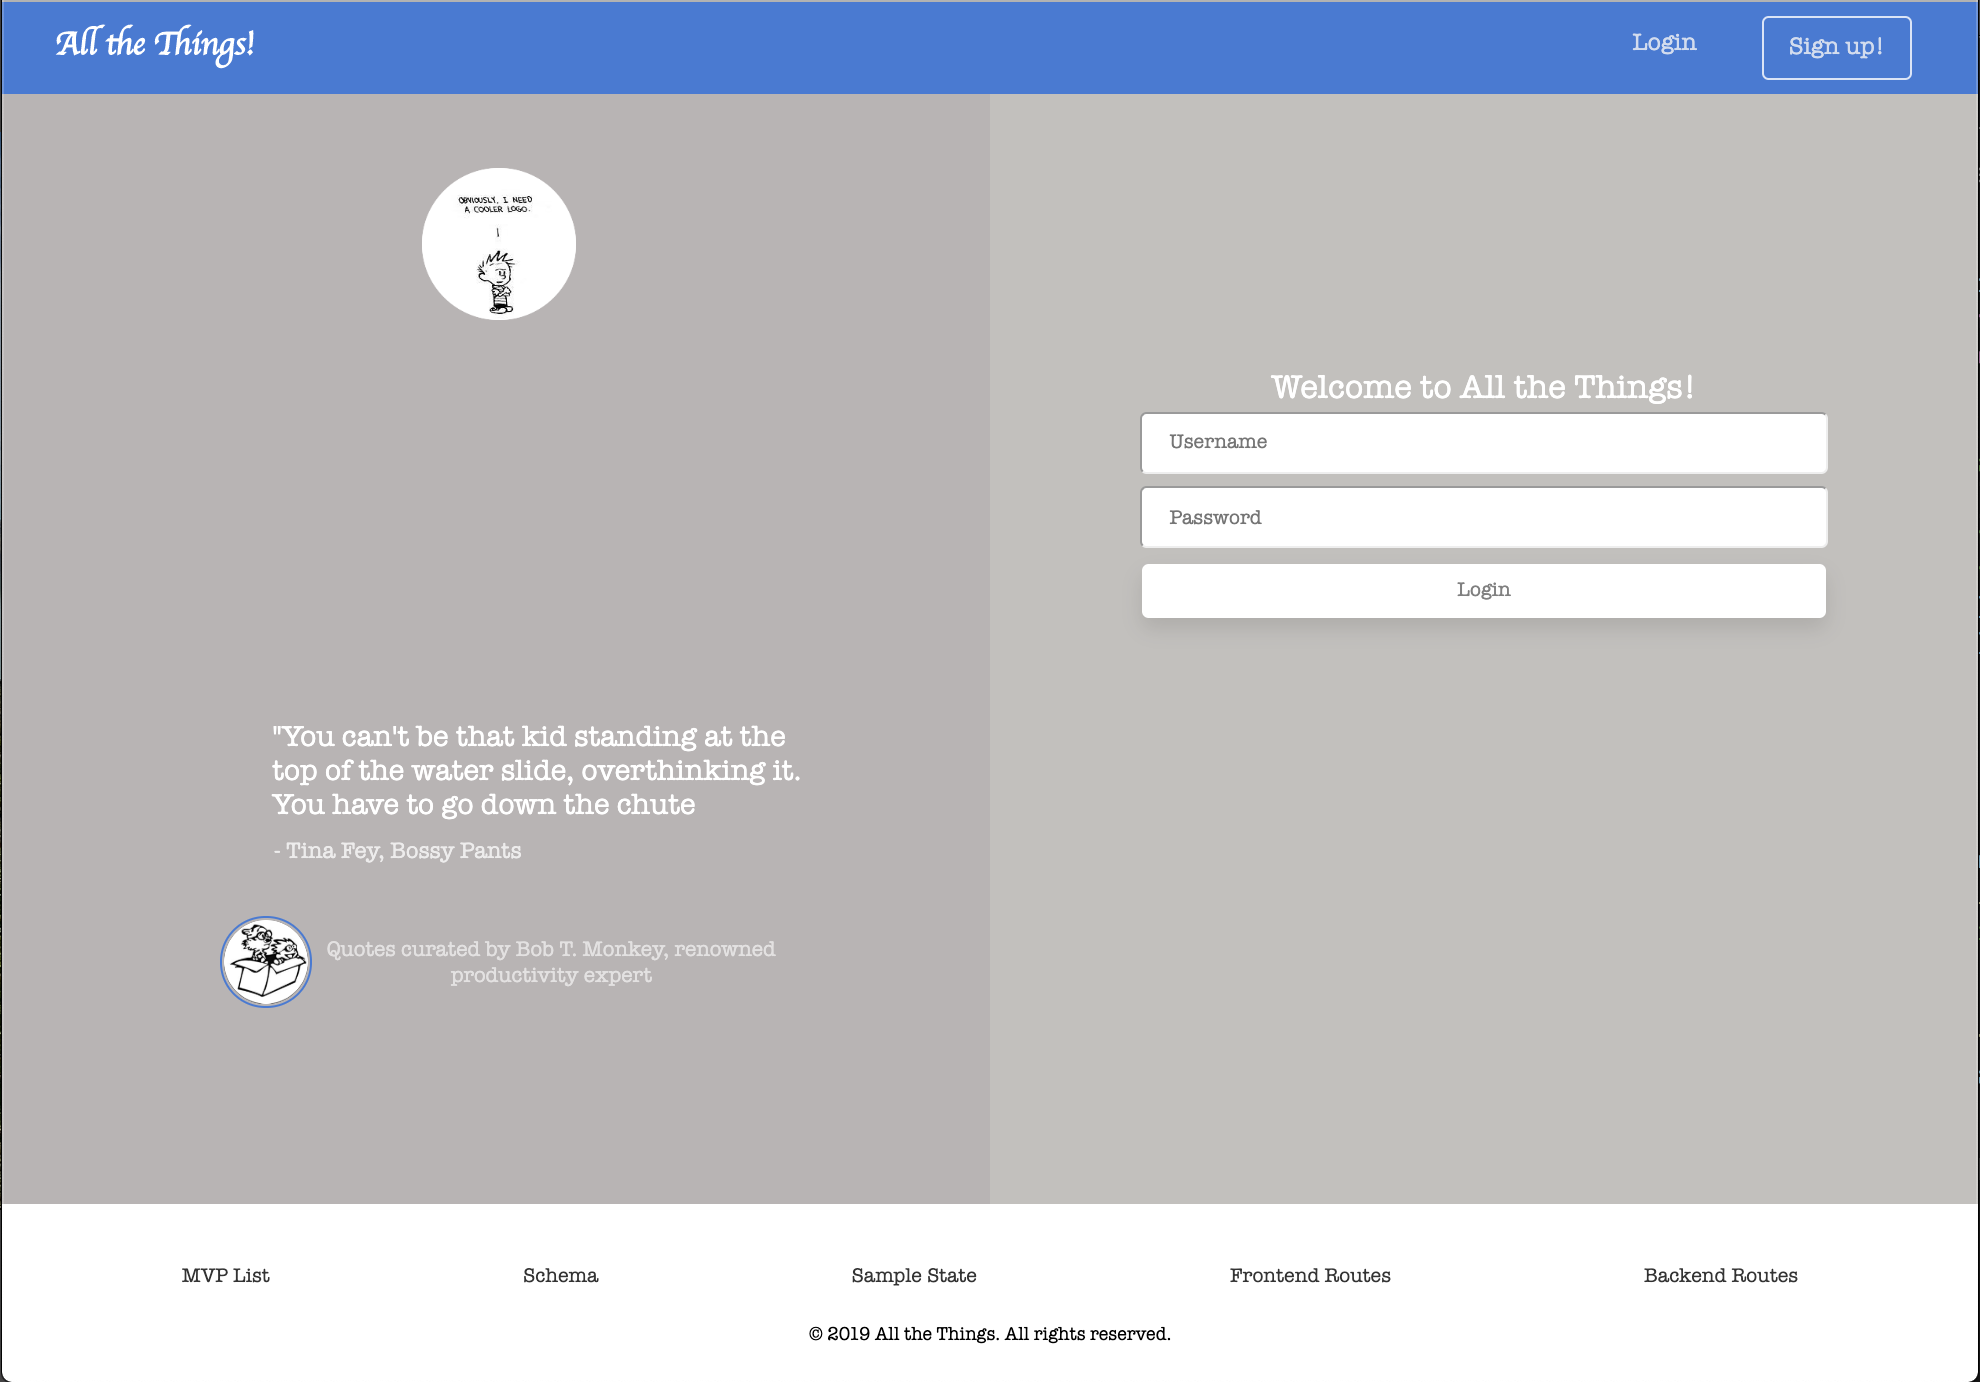 All the Things!
Login
Sign up!
OBVIOUSLY, I NEED
A COOLER LOGO.
Welcome to All the Things!
Username
Password
Login
"You can't be that kid standing at the
top of the water slide, overthinking it.
You have to go down the chute
- Tina Fey, Bossy Pants
Quotes curated by Bob T. Monkey, renowned
productivity expert
MVP List
Schema
Sample State
Frontend Routes
Backend Routes
© 2019 All the Things. All rights reserved.